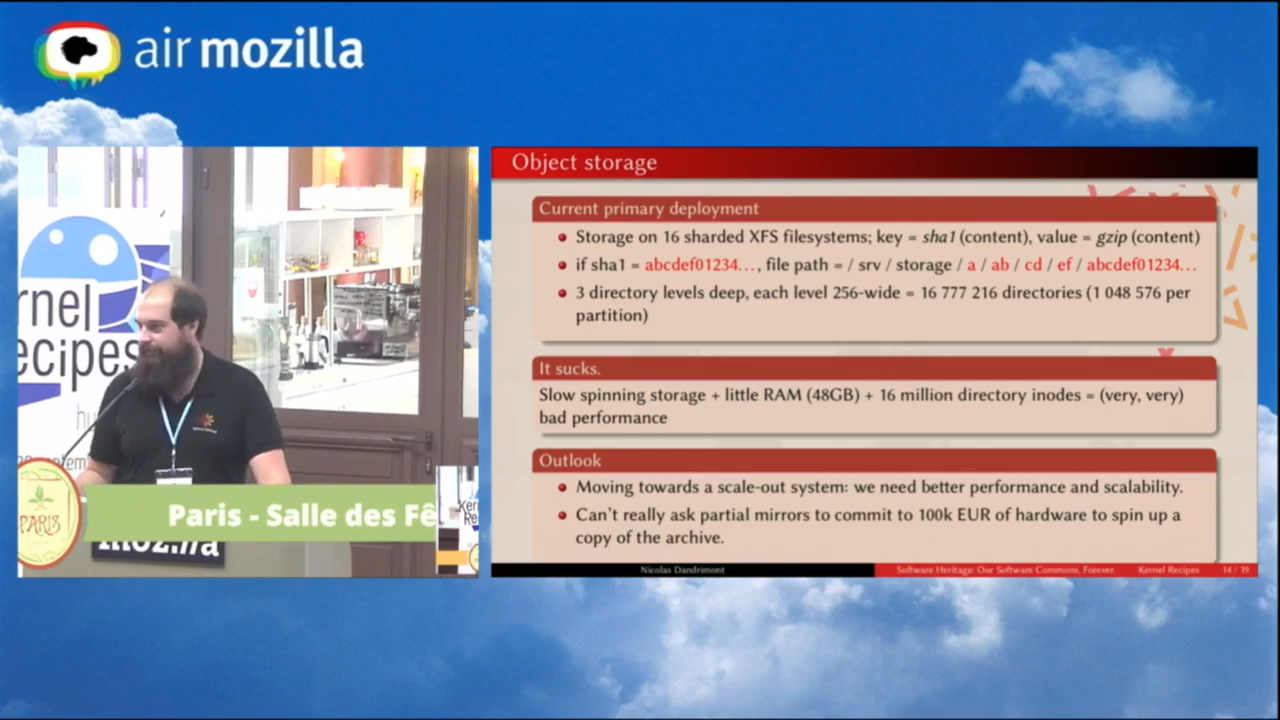 air mozilla
rnel
ecipes
hu
PARIS
Paris - Salle des Fê
moz://a
Object storage
Current primary deployment
Storage on 16 sharded XFS filesystems; key = sha1 (content), value = gzip (content)
if sha1 = abcdef01234..., file path = / srv / storage / a / ab / cd / ef / abcdef01234...
3 directory levels deep, each level 256-wide = 16 777 216 directories (1 048 576 per
partition)
It sucks.
Slow spinning storage + little RAM (48GB) + 16 million directory inodes = (very, very)
bad performance
Outlook
Moving towards a scale-out system: we need better performance and scalability.
Can't really ask partial mirrors to commit to 100k EUR of hardware to spin up a
copy of the archive.
Nicolas Dandrimont
Software Heritage: Our Software Commons, Forever.
Kernel Recipes
14 / 19